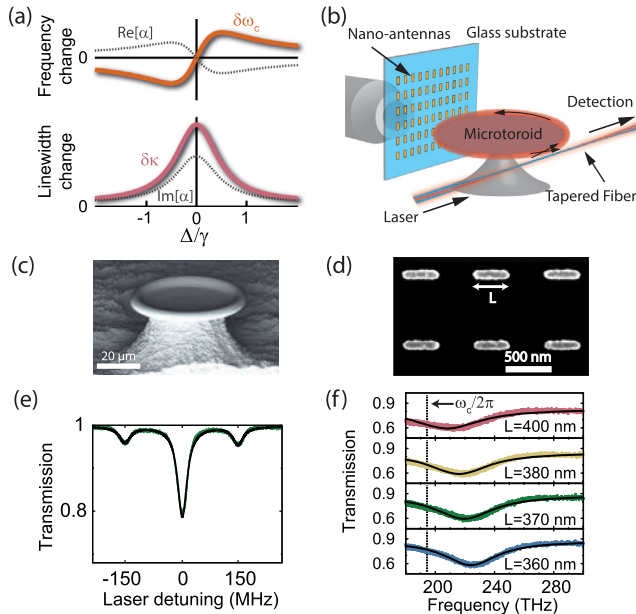 (a)
Re[α]
δω_c
Frequency
change
0
Linewidth
change
δκ
Im[α]
0
-1
0
1
Δ/γ
(b)
Nano-antennas
Glass substrate
Detection
Microtoroid
Laser
Tapered Fiber
(c)
20 µm
(d)
L
500 nm
(e)
Transmission
1
0.8
-150
0
150
Laser detuning (MHz)
(f)
ω_c/2π
Transmission
0.9
0.6
L=400 nm
0.9
0.6
L=380 nm
0.9
0.6
L=370 nm
0.9
0.6
L=360 nm
200
240
280
Frequency (THz)